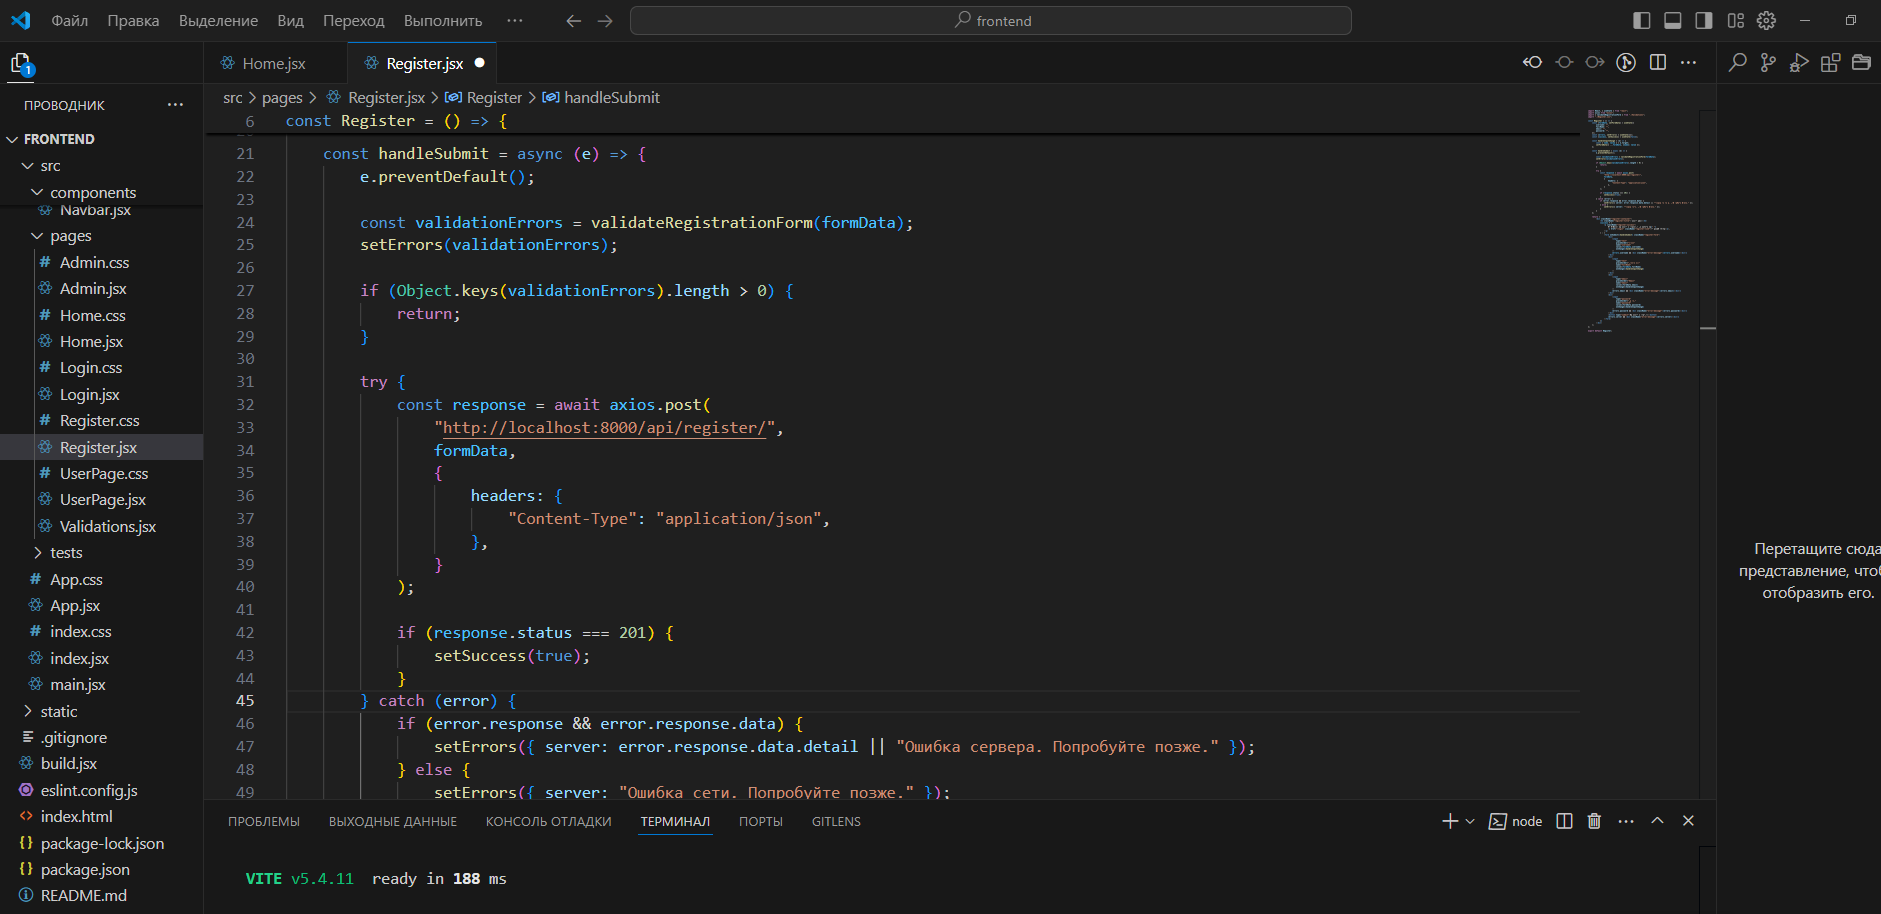 Файл Правка Выделение Вид Переход Выполнить ··· frontend
1
ПРОВОДНИК ···
FRONTEND
src
components
Navbar.jsx
pages
Admin.css
Admin.jsx
Home.css
Home.jsx
Login.css
Login.jsx
Register.css
Register.jsx
UserPage.css
UserPage.jsx
Validations.jsx
tests
App.css
App.jsx
index.css
index.jsx
main.jsx
static
.gitignore
build.jsx
eslint.config.js
index.html
package-lock.json
package.json
README.md
Home.jsx Register.jsx
src > pages > Register.jsx > Register > handleSubmit
6 const Register = () => {
21 const handleSubmit = async (e) => {
22 e.preventDefault();
23
24 const validationErrors = validateRegistrationForm(formData);
25 setErrors(validationErrors);
26
27 if (Object.keys(validationErrors).length > 0) {
28 return;
29 }
30
31 try {
32 const response = await axios.post(
33 "http://localhost:8000/api/register/",
34 formData,
35 {
36 headers: {
37 "Content-Type": "application/json",
38 },
39 }
40 );
41
42 if (response.status === 201) {
43 setSuccess(true);
44 }
45 } catch (error) {
46 if (error.response && error.response.data) {
47 setErrors({ server: error.response.data.detail || "Ошибка сервера. Попробуйте позже." });
48 } else {
49 setErrors({ server: "Ошибка сети. Попробуйте позже." });
Перетащите сюда
представление, что
отобразить его.
ПРОБЛЕМЫ ВЫХОДНЫЕ ДАННЫЕ КОНСОЛЬ ОТЛАДКИ ТЕРМИНАЛ ПОРТЫ GITLENS node
VITE v5.4.11 ready in 188 ms